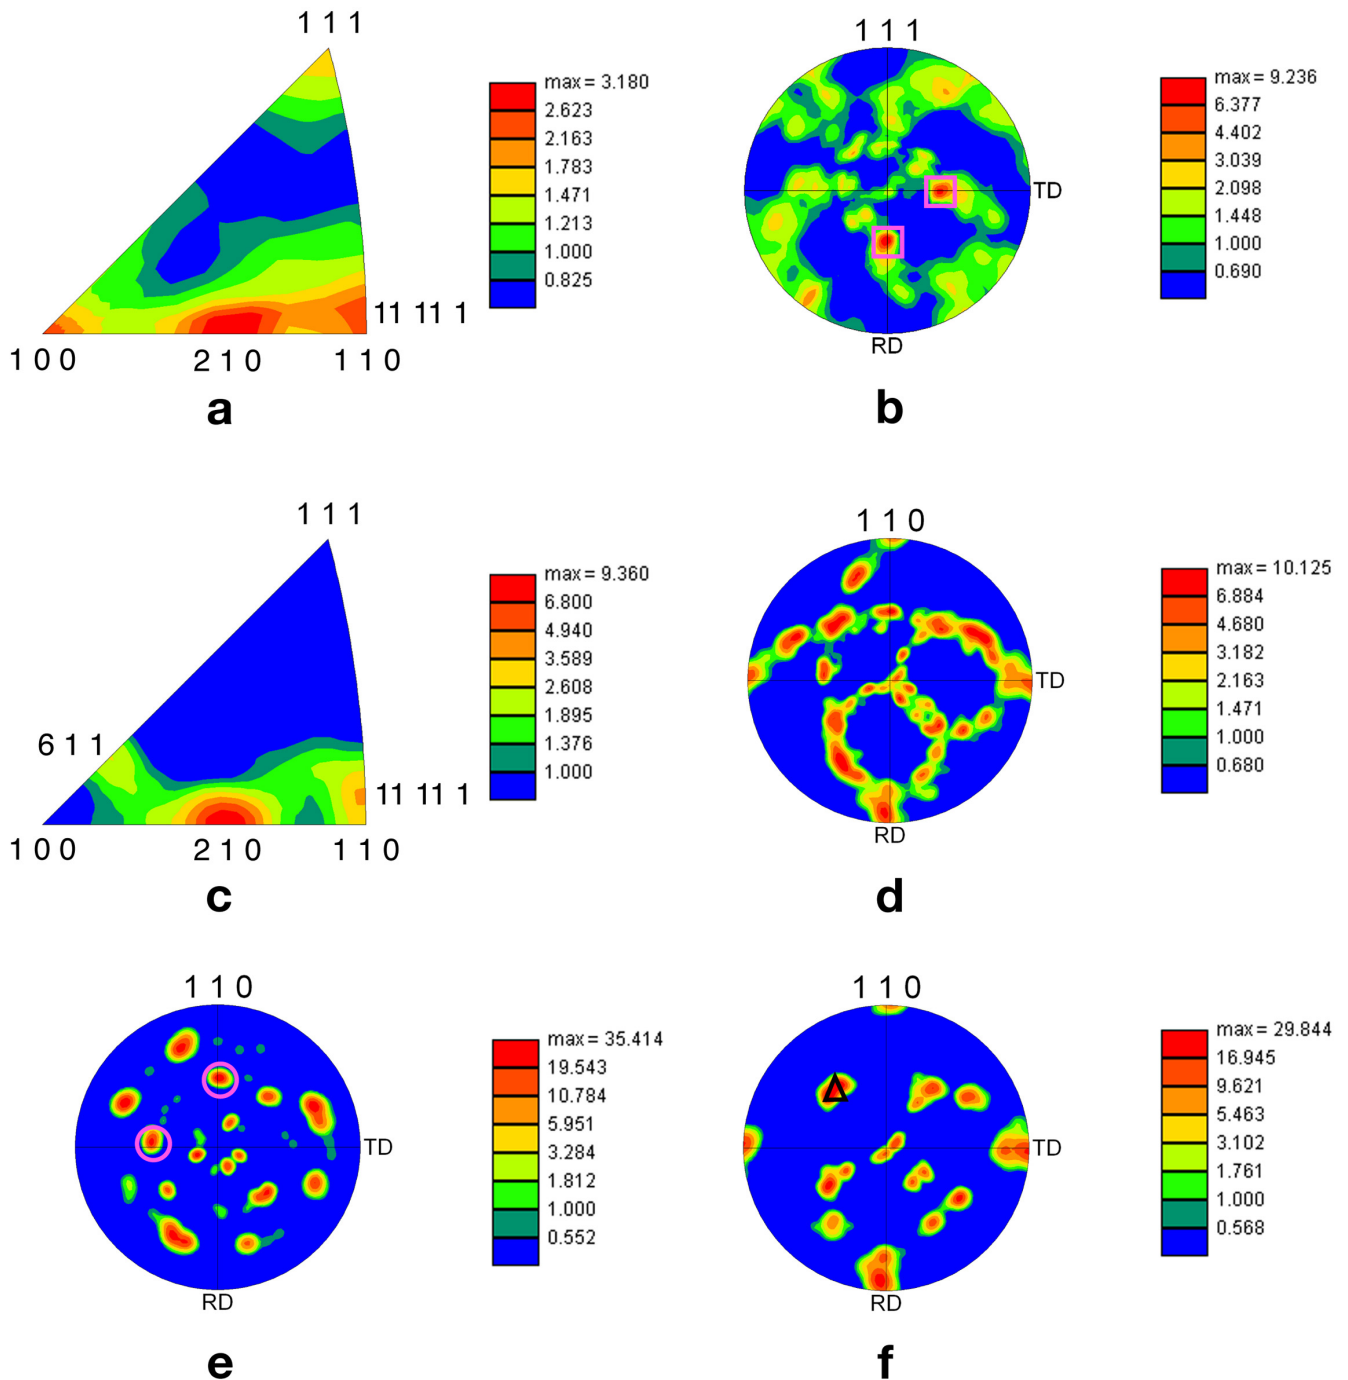 1 1 1
max = 3.180
2.623
2.163
1.783
1.471
1.213
1.000
0.825
11 11 1
1 0 0
2 1 0
1 1 0
a
1 1 1
max = 9.236
6.377
4.402
3.039
2.098
1.448
1.000
0.690
TD
RD
b
1 1 1
max = 9.360
6.800
4.940
3.589
2.608
1.895
1.376
1.000
6 1 1
11 11 1
1 0 0
2 1 0
1 1 0
c
1 1 0
max = 10.125
6.884
4.680
3.182
2.163
1.471
1.000
0.680
TD
RD
d
1 1 0
max = 35.414
19.543
10.784
5.951
3.284
1.812
1.000
0.552
TD
RD
e
1 1 0
max = 29.844
16.945
9.621
5.463
3.102
1.761
1.000
0.568
TD
RD
f